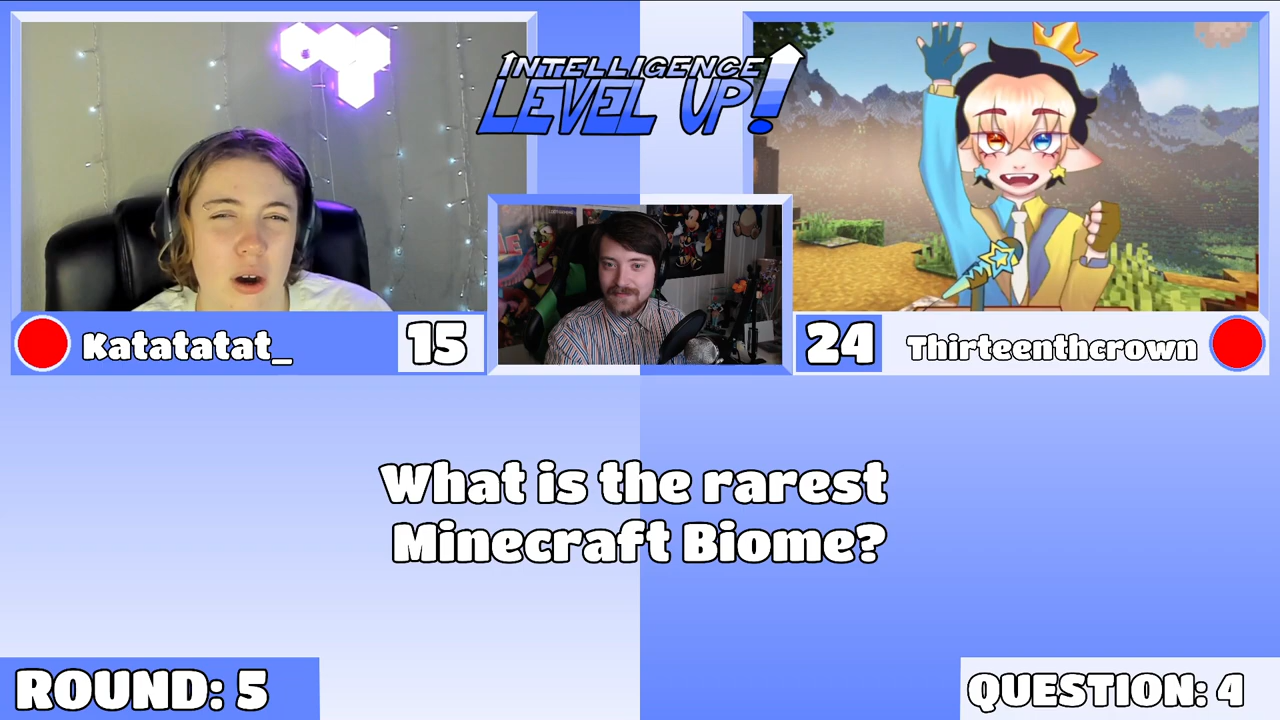 INTELLIGENCE
LEVEL UP!
Katatatat_
15
24
Thirteenthcrown
What is the rarest
Minecraft Biome?
ROUND: 5
QUESTION: 4